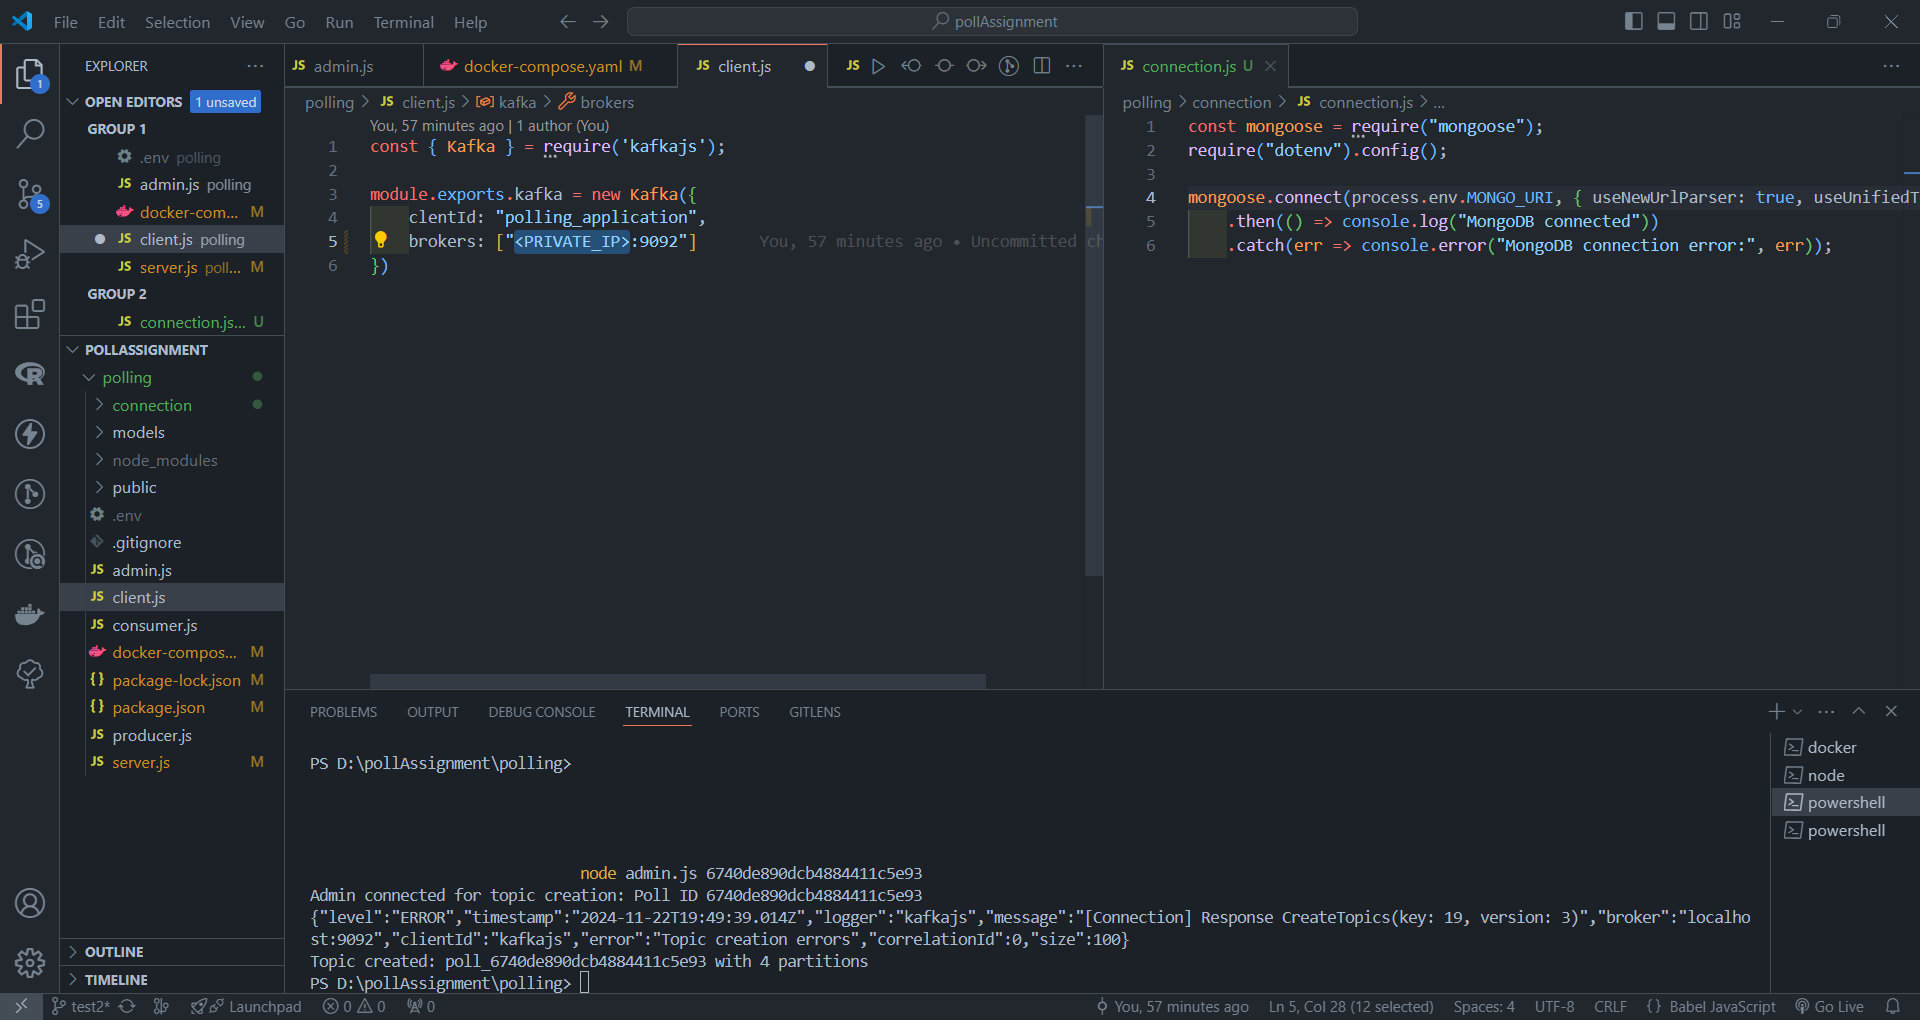 File Edit Selection View Go Run Terminal Help
pollAssignment
EXPLORER
OPEN EDITORS 1 unsaved
GROUP 1
.env polling
JS admin.js polling
docker-com... M
JS client.js polling
JS server.js poll... M
GROUP 2
JS connection.js... U
POLLASSIGNMENT
polling
connection
models
node_modules
public
.env
.gitignore
JS admin.js
JS client.js
JS consumer.js
docker-compos... M
{} package-lock.json M
{} package.json M
JS producer.js
JS server.js M
OUTLINE
TIMELINE
1
5
JS admin.js
docker-compose.yaml M
JS client.js
JS
polling > JS client.js > kafka > brokers
You, 57 minutes ago | 1 author (You)
1 const { Kafka } = require('kafkajs');
2
3 module.exports.kafka = new Kafka({
4 clentId: "polling_application",
5 brokers: ["<PRIVATE_IP>:9092"] You, 57 minutes ago • Uncommitted ch
6 })
JS connection.js U
polling > connection > JS connection.js > ...
1 const mongoose = require("mongoose");
2 require("dotenv").config();
3
4 mongoose.connect(process.env.MONGO_URI, { useNewUrlParser: true, useUnifiedT
5 .then(() => console.log("MongoDB connected"))
6 .catch(err => console.error("MongoDB connection error:", err));
PROBLEMS OUTPUT DEBUG CONSOLE TERMINAL PORTS GITLENS
PS D:\pollAssignment\polling>
node admin.js 6740de890dcb4884411c5e93
Admin connected for topic creation: Poll ID 6740de890dcb4884411c5e93
{"level":"ERROR","timestamp":"2024-11-22T19:49:39.014Z","logger":"kafkajs","message":"[Connection] Response CreateTopics(key: 19, version: 3)","broker":"localho
st:9092","clientId":"kafkajs","error":"Topic creation errors","correlationId":0,"size":100}
Topic created: poll_6740de890dcb4884411c5e93 with 4 partitions
PS D:\pollAssignment\polling>
docker
node
powershell
powershell
test2* Launchpad 0 0 0 You, 57 minutes ago Ln 5, Col 28 (12 selected) Spaces: 4 UTF-8 CRLF {} Babel JavaScript Go Live